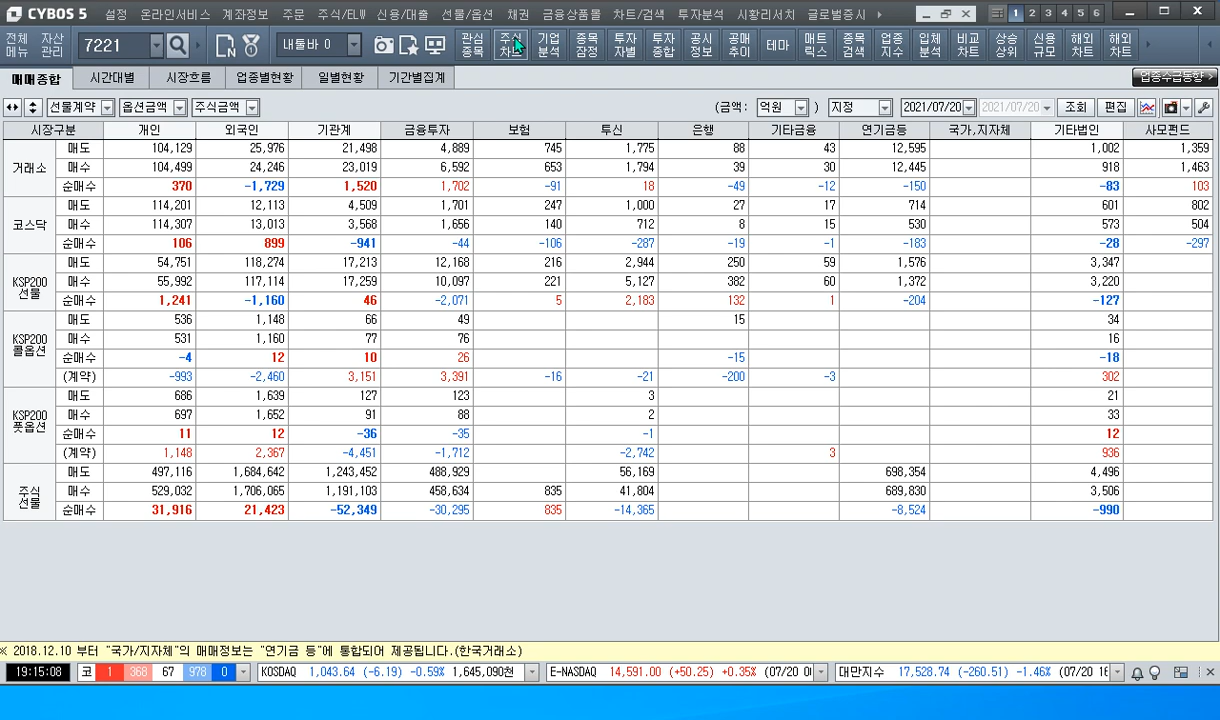 CYBOS 5 설정 온라인서비스 계좌정보 주문 주식/ELW 신용/대출 선물/옵션 채권 금융상품몰 차트/검색 투자분석 시황리서치 글로벌증시 1 2 3 4 5 6
전체메뉴 자산관리 7221 내툴바 0 관심종목 주식차트 기업분석 종목잠정 투자자별 투자종합 공시정보 공매추이 테마 매트릭스 종목검색 업종지수 업체분석 비교차트 상승상위 신용규모 해외차트 해외차트
매매종합 시간대별 시장흐름 업종별현황 일별현황 기간별집계 업종수급동향 >
선물계약 옵션금액 주식금액 (금액: 억원 ) 지정 2021/07/20 2021/07/20 조회 편집
시장구분 개인 외국인 기관계 금융투자 보험 투신 은행 기타금융 연기금등 국가,지자체 기타법인 사모펀드
거래소 매도 104,129 25,976 21,498 4,889 745 1,775 88 43 12,595 1,002 1,359
매수 104,499 24,246 23,019 6,592 653 1,794 39 30 12,445 918 1,463
순매수 370 -1,729 1,520 1,702 -91 18 -49 -12 -150 -83 103
코스닥 매도 114,201 12,113 4,509 1,701 247 1,000 27 17 714 601 802
매수 114,307 13,013 3,568 1,656 140 712 8 15 530 573 504
순매수 106 899 -941 -44 -106 -287 -19 -1 -183 -28 -297
KSP200 선물 매도 54,751 118,274 17,213 12,168 216 2,944 250 59 1,576 3,347
매수 55,992 117,114 17,259 10,097 221 5,127 382 60 1,372 3,220
순매수 1,241 -1,160 46 -2,071 5 2,183 132 1 -204 -127
KSP200 콜옵션 매도 536 1,148 66 49 15 34
매수 531 1,160 77 76 16
순매수 -4 12 10 26 -15 -18
(계약) -993 -2,460 3,151 3,391 -16 -21 -200 -3 302
KSP200 풋옵션 매도 686 1,639 127 123 3 21
매수 697 1,652 91 88 2 33
순매수 11 12 -36 -35 -1 12
(계약) 1,148 2,367 -4,451 -1,712 -2,742 3 936
주식 선물 매도 497,116 1,684,642 1,243,452 488,929 56,169 698,354 4,496
매수 529,032 1,706,065 1,191,103 458,634 835 41,804 689,830 3,506
순매수 31,916 21,423 -52,349 -30,295 835 -14,365 -8,524 -990
※ 2018.12.10 부터 "국가/지자체"의 매매정보는 "연기금 등"에 통합되어 제공됩니다.(한국거래소)
19:15:08 코 1 368 67 978 0 KOSDAQ 1,043.64 (-6.19) -0.59% 1,645,090천 E-NASDAQ 14,591.00 (+50.25) +0.35% (07/20 대만지수 17,528.74 (-260.51) -1.46% (07/20